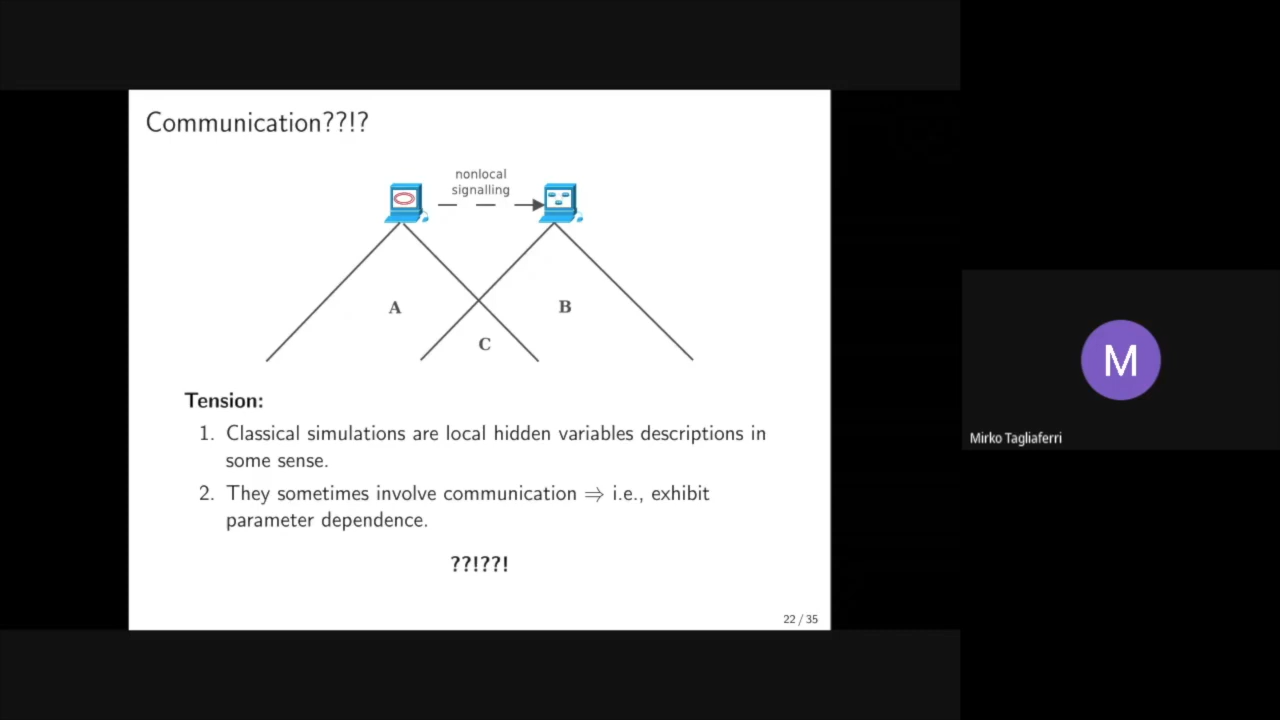 Communication??!?
nonlocal
signalling
A
B
C
Tension:
1. Classical simulations are local hidden variables descriptions in
some sense.
2. They sometimes involve communication ⇒ i.e., exhibit
parameter dependence.
??!??!
22 / 35
M
Mirko Tagliaferri